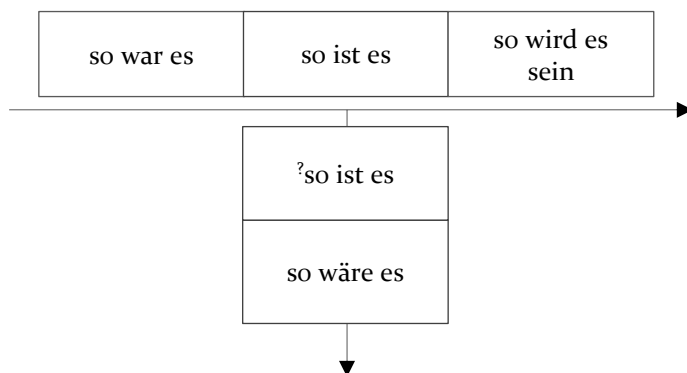 so war es
so ist es
so wird es
sein
?so ist es
so wäre es